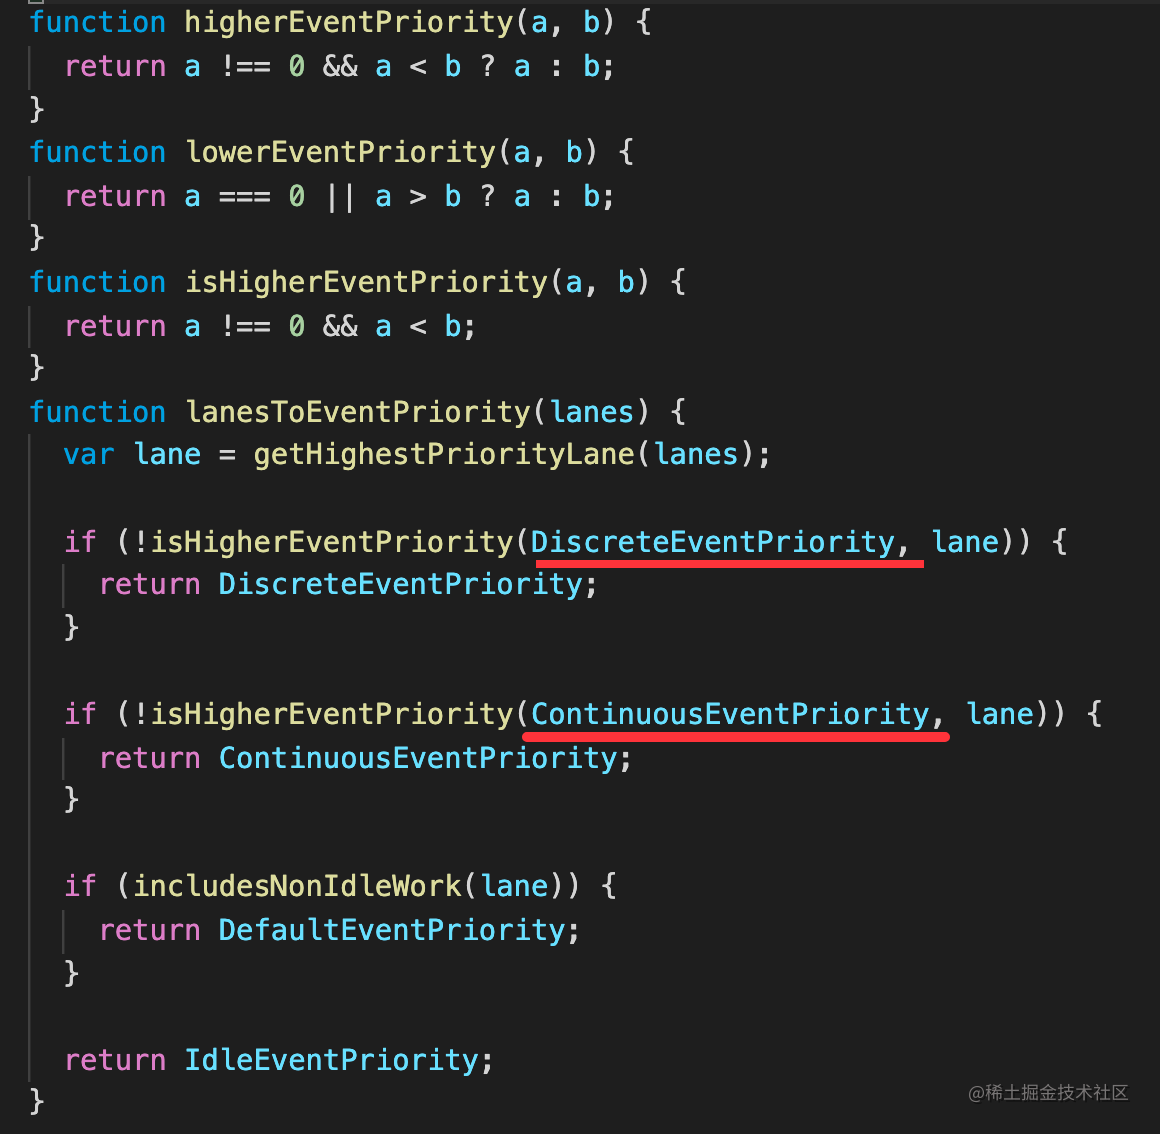 function higherEventPriority(a, b) {
  return a !== 0 && a < b ? a : b;
}
function lowerEventPriority(a, b) {
  return a === 0 || a > b ? a : b;
}
function isHigherEventPriority(a, b) {
  return a !== 0 && a < b;
}
function lanesToEventPriority(lanes) {
  var lane = getHighestPriorityLane(lanes);
  if (!isHigherEventPriority(DiscreteEventPriority, lane)) {
    return DiscreteEventPriority;
  }
  if (!isHigherEventPriority(ContinuousEventPriority, lane)) {
    return ContinuousEventPriority;
  }
  if (includesNonIdleWork(lane)) {
    return DefaultEventPriority;
  }
  return IdleEventPriority;
}
@稀土掘金技术社区